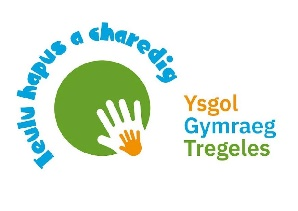 Teulu hapus a charedig
Ysgol
Gymraeg
Tregeles